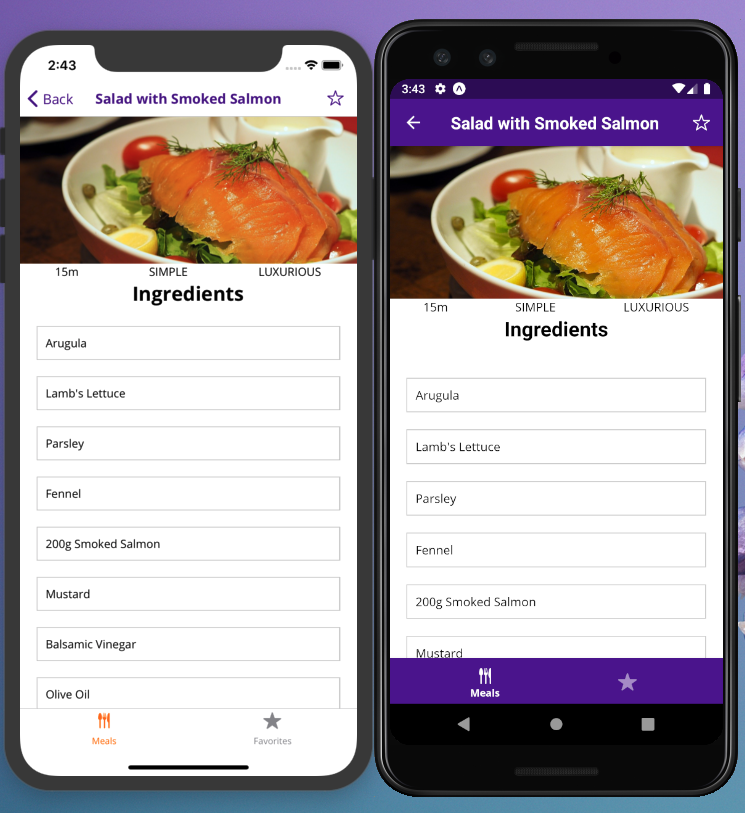 2:43
Back Salad with Smoked Salmon
15m SIMPLE LUXURIOUS
Ingredients
Arugula
Lamb's Lettuce
Parsley
Fennel
200g Smoked Salmon
Mustard
Balsamic Vinegar
Olive Oil
Meals Favorites
3:43
Salad with Smoked Salmon
15m SIMPLE LUXURIOUS
Ingredients
Arugula
Lamb's Lettuce
Parsley
Fennel
200g Smoked Salmon
Mustard
Meals